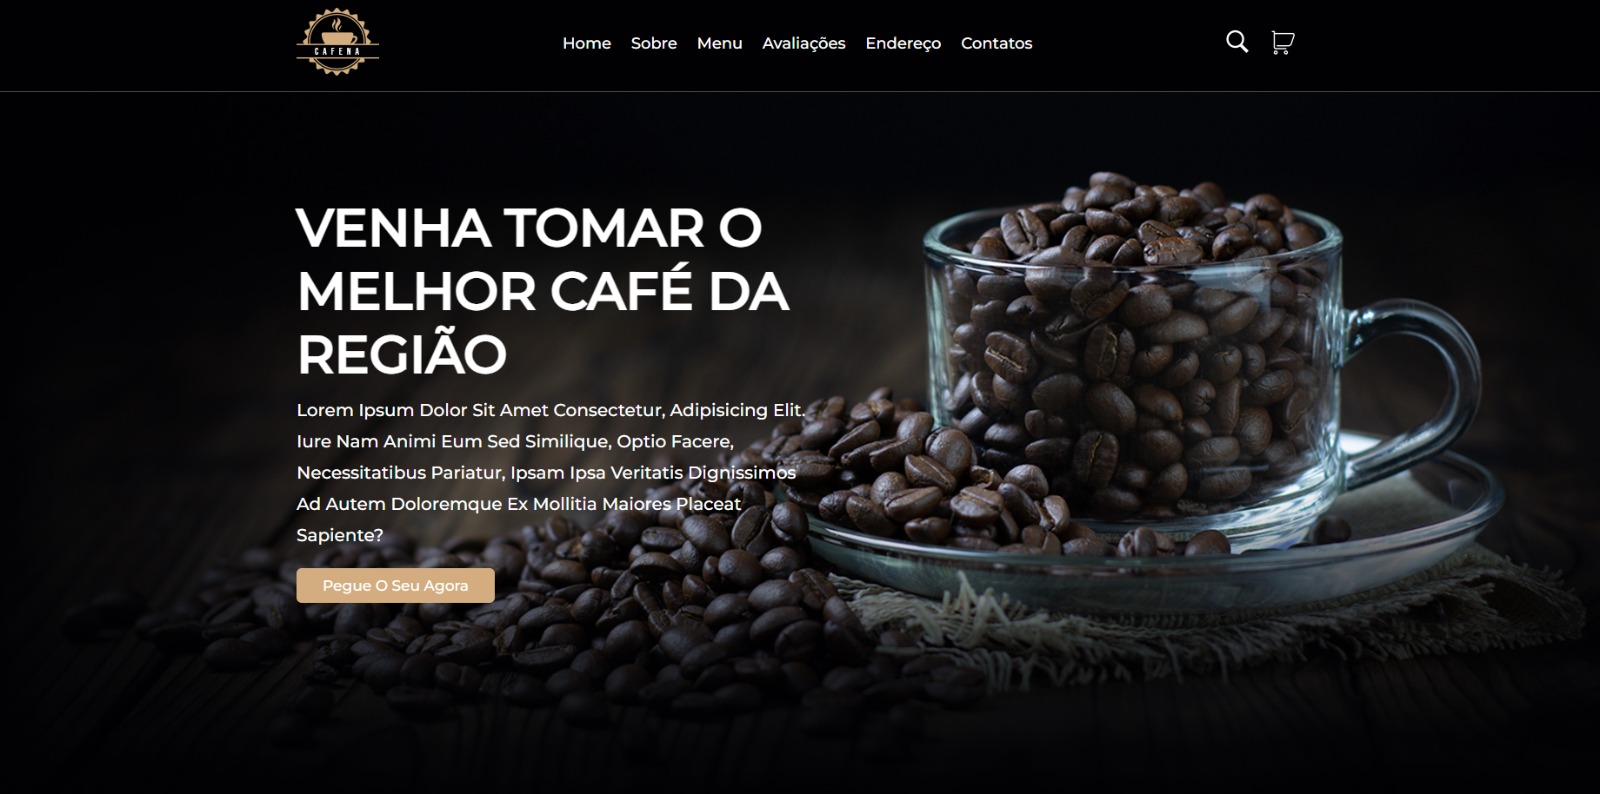 CAFENA
Home Sobre Menu Avaliações Endereço Contatos
VENHA TOMAR O
MELHOR CAFÉ DA
REGIÃO
Lorem Ipsum Dolor Sit Amet Consectetur, Adipisicing Elit.
Iure Nam Animi Eum Sed Similique, Optio Facere,
Necessitatibus Pariatur, Ipsam Ipsa Veritatis Dignissimos
Ad Autem Doloremque Ex Mollitia Maiores Placeat
Sapiente?
Pegue O Seu Agora